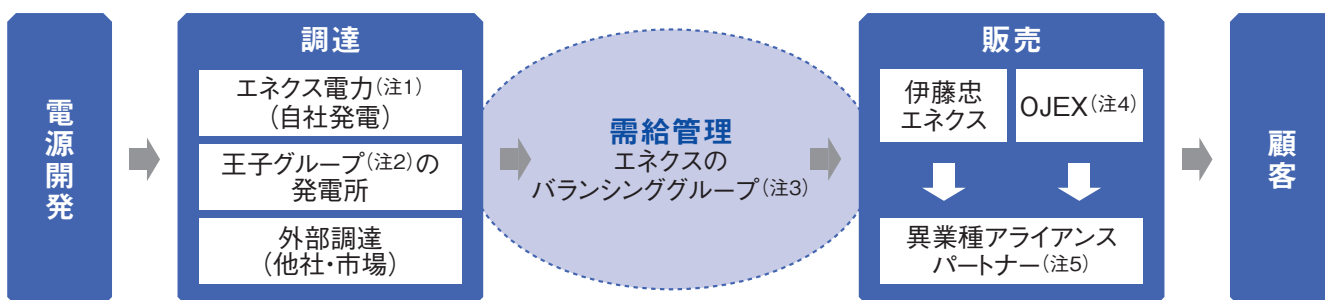 電源開発
調達
エネクス電力(注1)
(自社発電)
王子グループ(注2)の
発電所
外部調達
(他社・市場)
需給管理
エネクスの
バランシンググループ(注3)
販売
伊藤忠
エネクス
OJEX(注4)
異業種アライアンス
パートナー(注5)
顧客